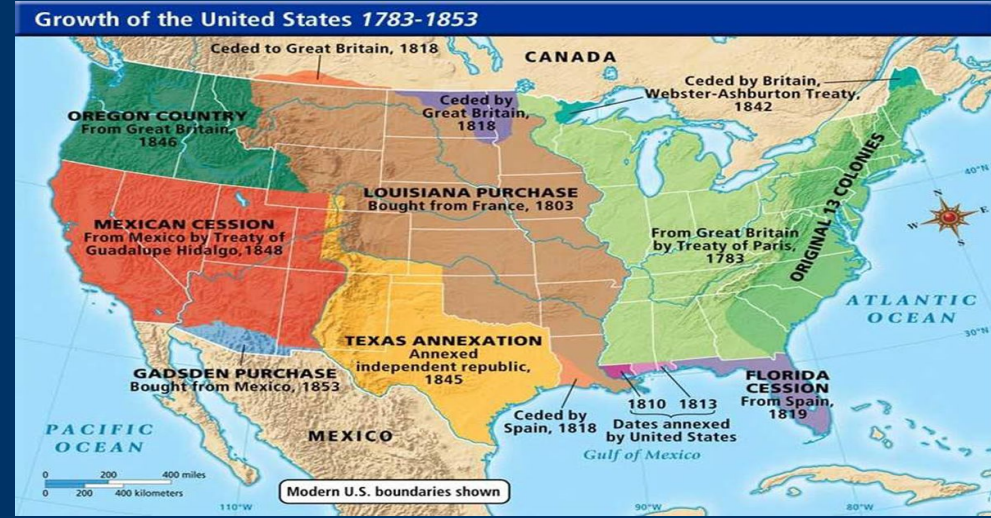 Growth of the United States 1783-1853
Ceded to Great Britain, 1818
CANADA
Ceded by Britain,
Webster-Ashburton Treaty,
1842
OREGON COUNTRY
From Great Britain,
1846
Ceded by
Great Britain,
1818
ORIGINAL 13 COLONIES
40°N
N
W
E
S
LOUISIANA PURCHASE
Bought from France, 1803
MEXICAN CESSION
From Mexico by Treaty of
Guadalupe Hidalgo, 1848
From Great Britain
by Treaty of Paris,
1783
ATLANTIC
OCEAN
30°N
TEXAS ANNEXATION
Annexed
independent republic,
1845
GADSDEN PURCHASE
Bought from Mexico, 1853
FLORIDA
CESSION
From Spain,
1819
Ceded by
Spain, 1818
1810 1813
Dates annexed
by United States
Gulf of Mexico
PACIFIC
OCEAN
MEXICO
0 200 400 miles
0 200 400 kilometers
Modern U.S. boundaries shown
110°W
90°W
80°W